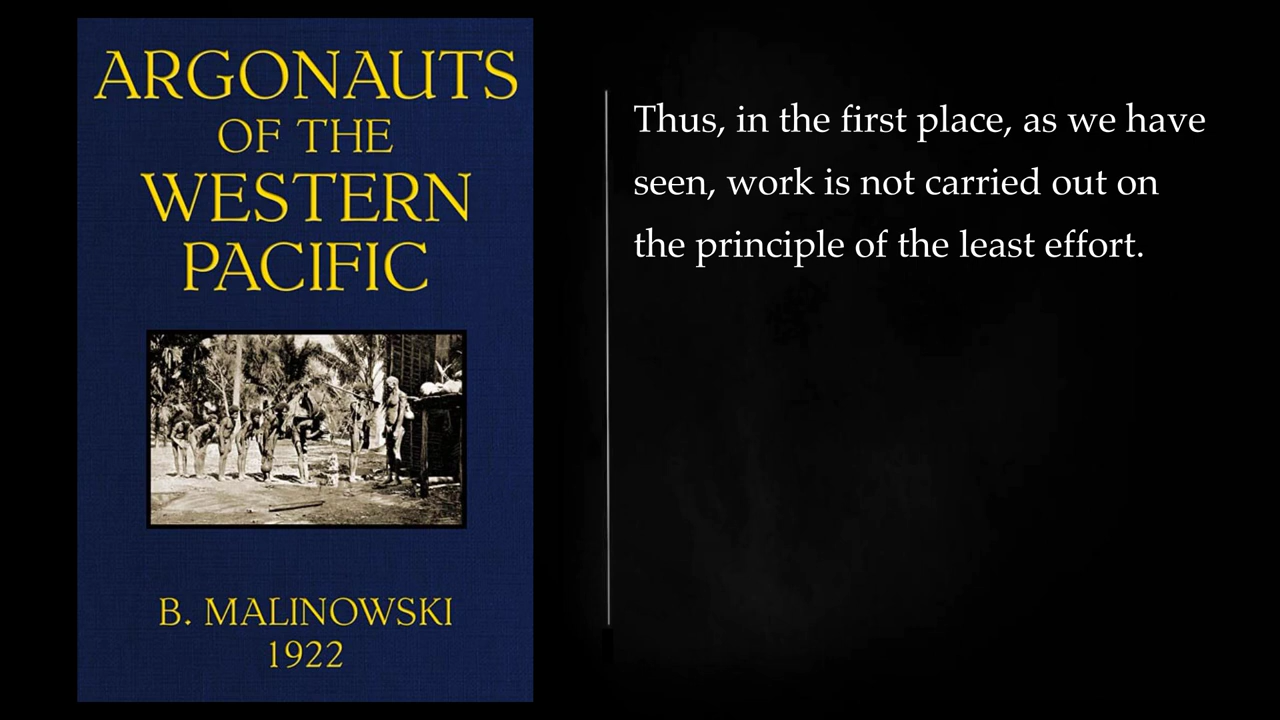 ARGONAUTS
OF THE
WESTERN
PACIFIC
B. MALINOWSKI
1922
Thus, in the first place, as we have
seen, work is not carried out on
the principle of the least effort.